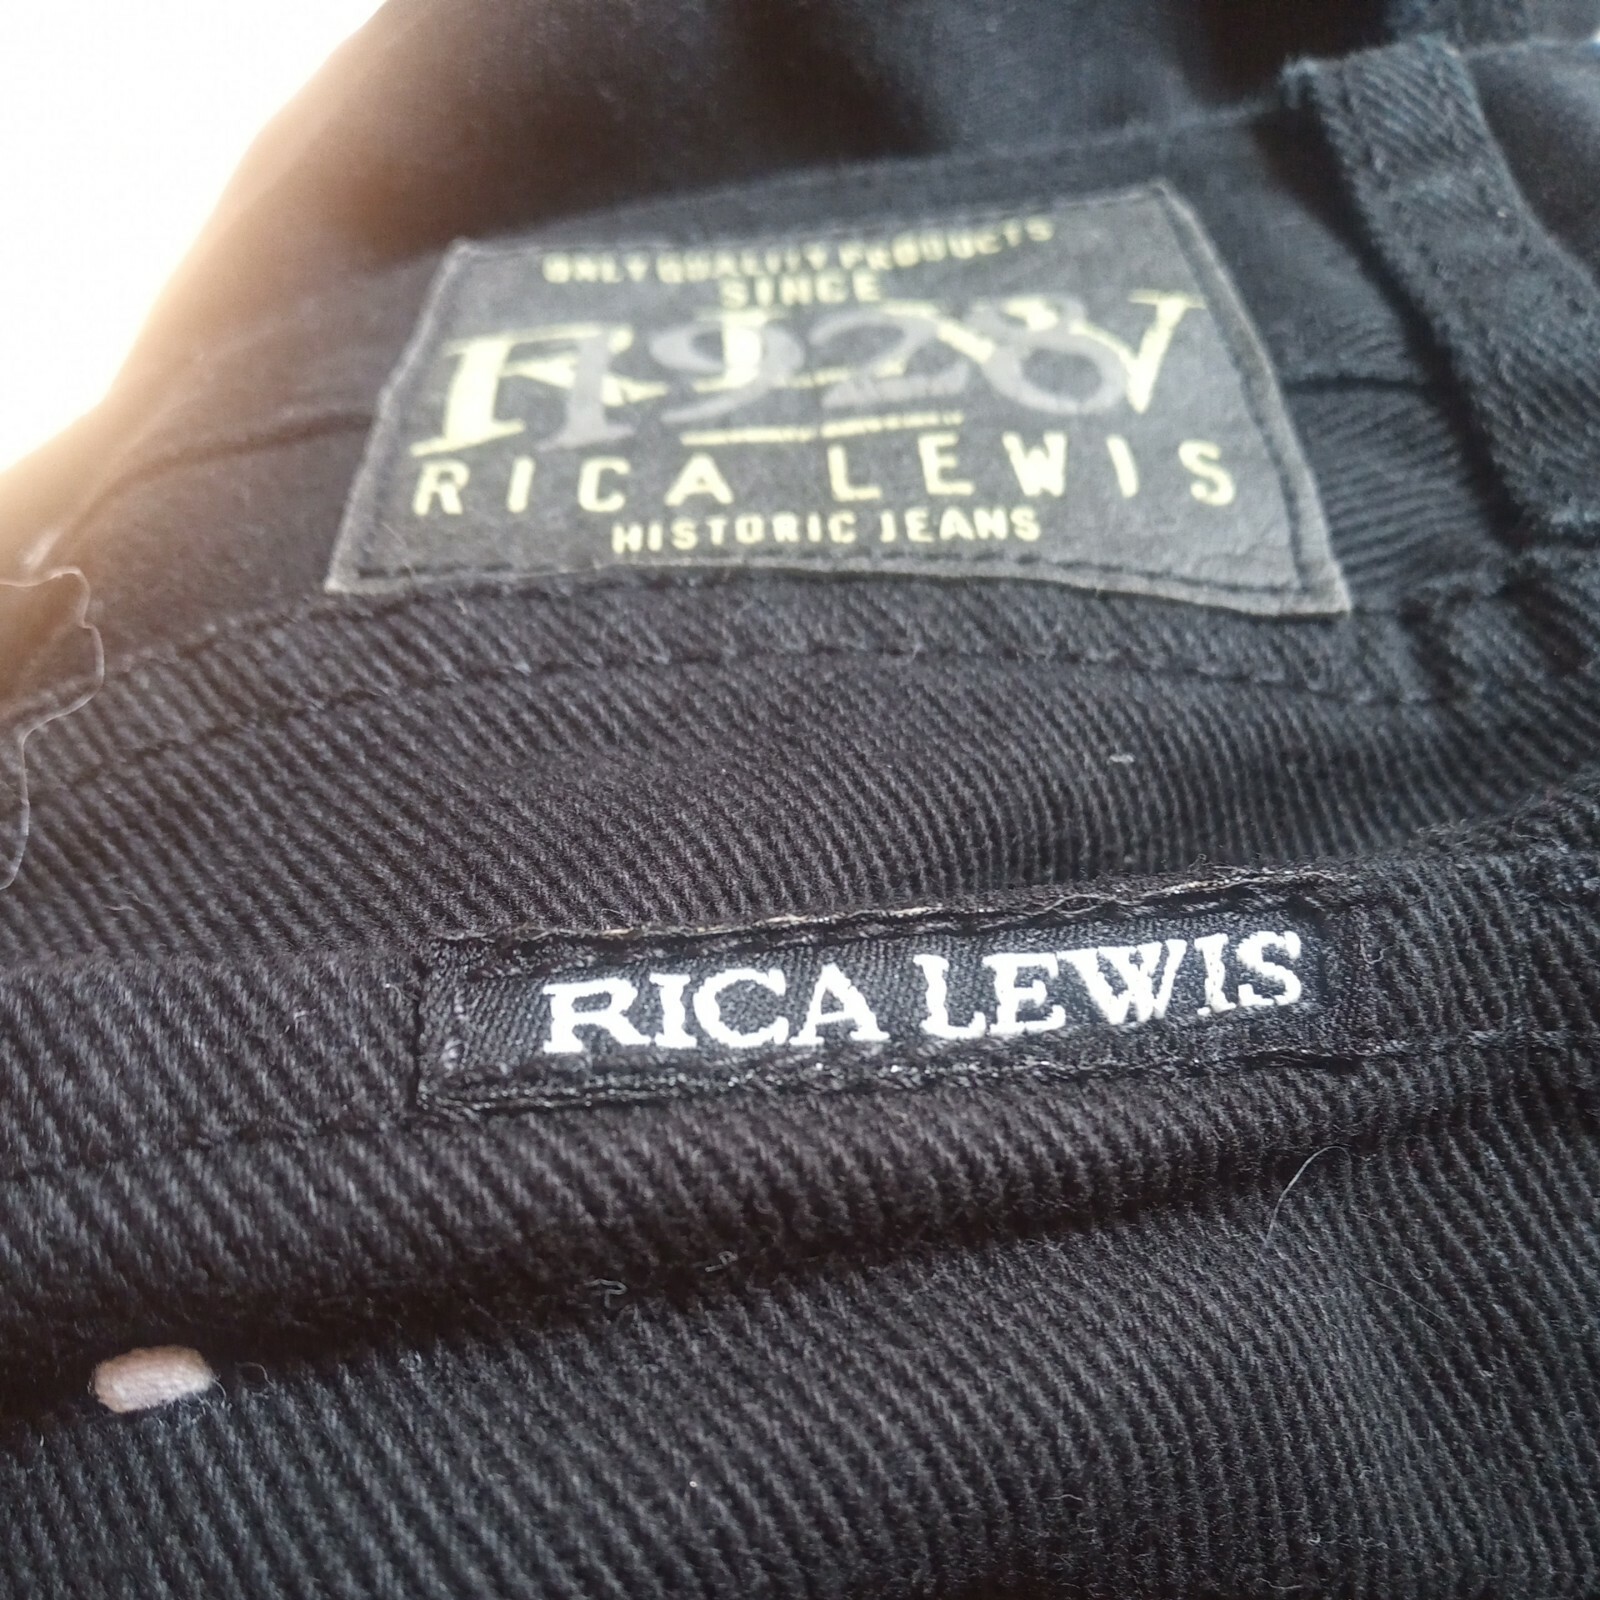 ONLY QUALITY PRODUCTS
SINCE
1928
RICA LEWIS
HISTORIC JEANS
RICA LEWIS